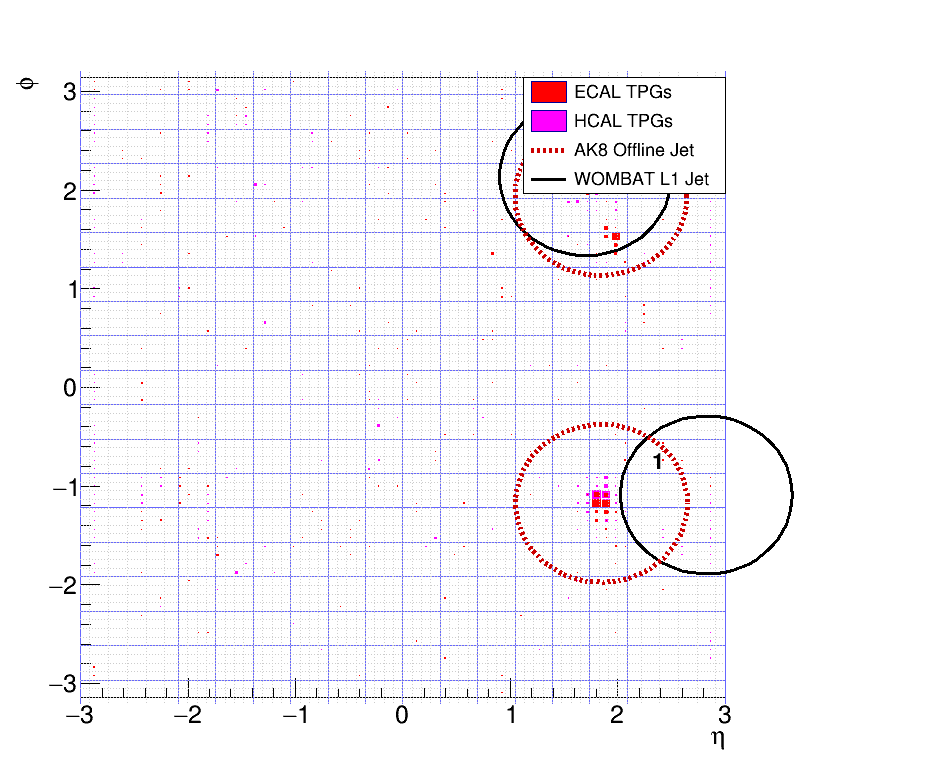 φ
3
ECAL TPGs
HCAL TPGs
AK8 Offline Jet
2
WOMBAT L1 Jet
1
0
1
−1
−2
−3
−3 −2 −1 0 1 2 3
η